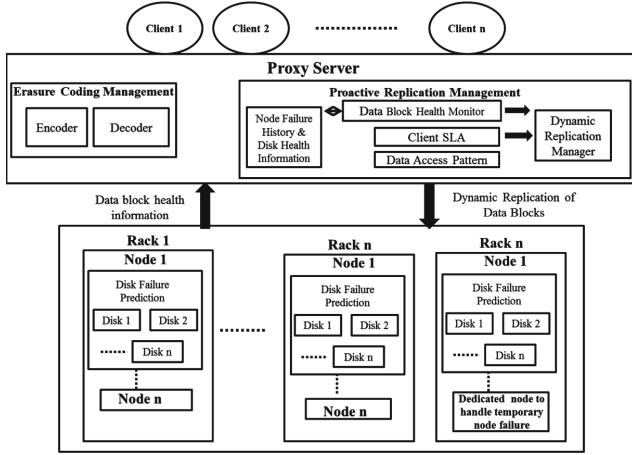 Client 1
Client 2
Client n
Proxy Server
Erasure Coding Management
Encoder
Decoder
Proactive Replication Management
Node Failure
History &
Disk Health
Information
Data Block Health Monitor
Client SLA
Data Access Pattern
Dynamic
Replication
Manager
Data block health
information
Dynamic Replication of
Data Blocks
Rack 1
Node 1
Disk Failure
Prediction
Disk 1
Disk 2
Disk n
Node n
Rack n
Node 1
Disk Failure
Prediction
Disk 1
Disk 2
Disk n
Node n
Rack n
Node 1
Disk Failure
Prediction
Disk 1
Disk 2
Disk n
Dedicated node to
handle temporary
node failure